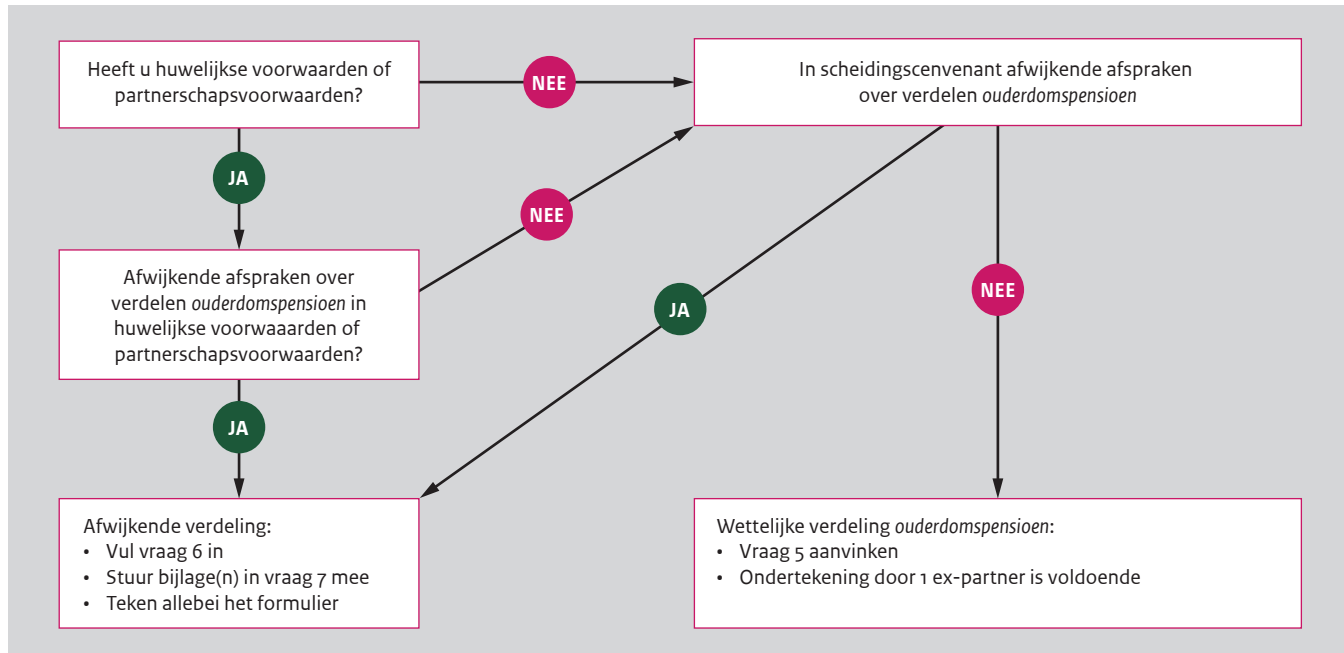 Heeft u huwelijkse voorwaarden of
partnerschapsvoorwaarden?
NEE
In scheidingscenvenant afwijkende afspraken
over verdelen ouderdomspensioen
JA
NEE
Afwijkende afspraken over
verdelen ouderdomspensioen in
huwelijkse voorwaaarden of
partnerschapsvoorwaarden?
JA
NEE
JA
Afwijkende verdeling:
• Vul vraag 6 in
• Stuur bijlage(n) in vraag 7 mee
• Teken allebei het formulier
Wettelijke verdeling ouderdomspensioen:
• Vraag 5 aanvinken
• Ondertekening door 1 ex-partner is voldoende